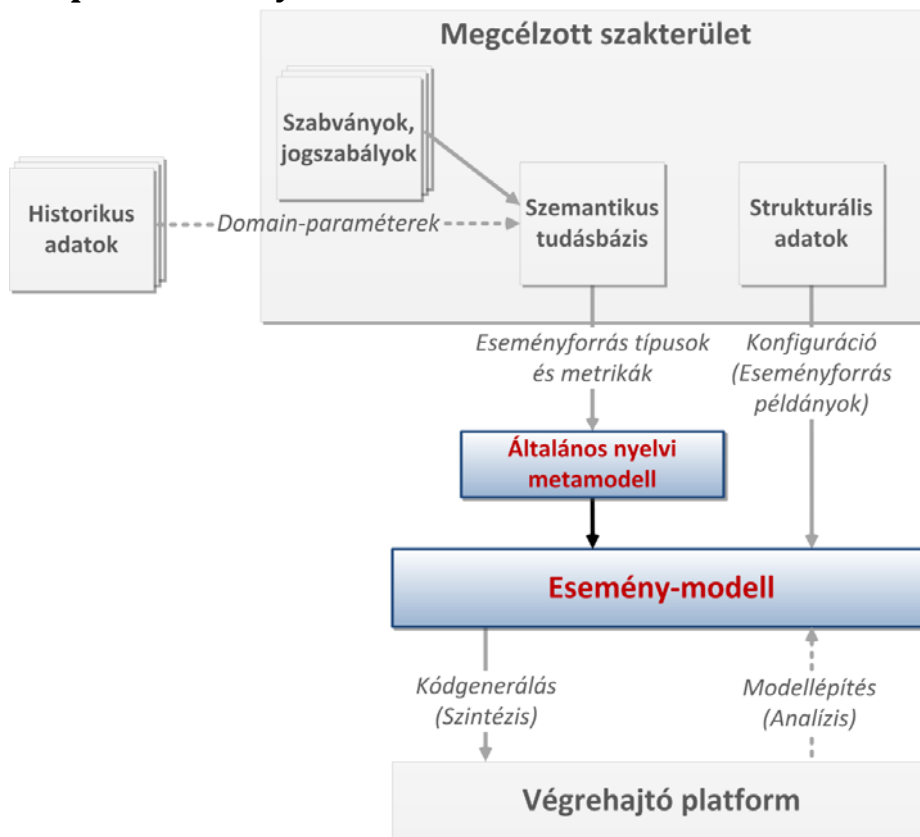 Megcélzott szakterület
Szabványok,
jogszabályok
Historikus
adatok
Domain-paraméterek
Szemantikus
tudásbázis
Strukturális
adatok
Eseményforrás típusok
és metrikák
Konfiguráció
(Eseményforrás
példányok)
Általános nyelvi
metamodell
Esemény-modell
Kódgenerálás
(Szintézis)
Modellépítés
(Analízis)
Végrehajtó platform